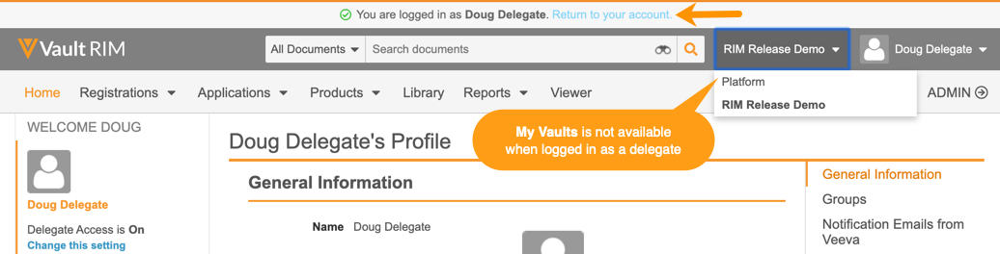 You are logged in as Doug Delegate. Return to your account.
Vault RIM
All Documents
Search documents
RIM Release Demo
Doug Delegate
Platform
RIM Release Demo
Home
Registrations
Applications
Products
Library
Reports
Viewer
ADMIN
My Vaults is not available
when logged in as a delegate
WELCOME DOUG
Doug Delegate
Delegate Access is On
Change this setting
Doug Delegate's Profile
General Information
Name Doug Delegate
General Information
Groups
Notification Emails from
Veeva